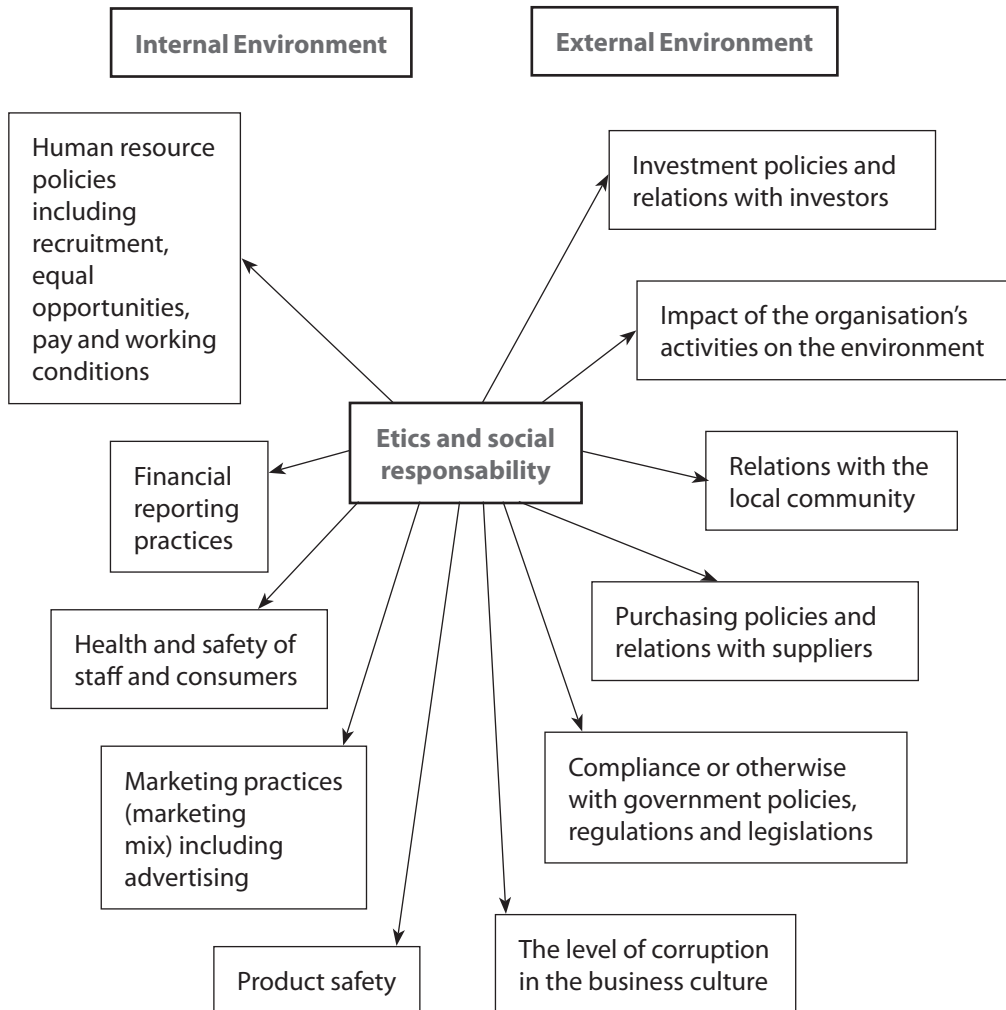 Internal Environment
External Environment
Human resource
policies
including
recruitment,
equal
opportunities,
pay and working
conditions
Investment policies and
relations with investors
Impact of the organisation's
activities on the environment
Etics and social
responsability
Financial
reporting
practices
Relations with the
local community
Health and safety of
staff and consumers
Purchasing policies and
relations with suppliers
Marketing practices
(marketing
mix) including
advertising
Compliance or otherwise
with government policies,
regulations and legislations
Product safety
The level of corruption
in the business culture